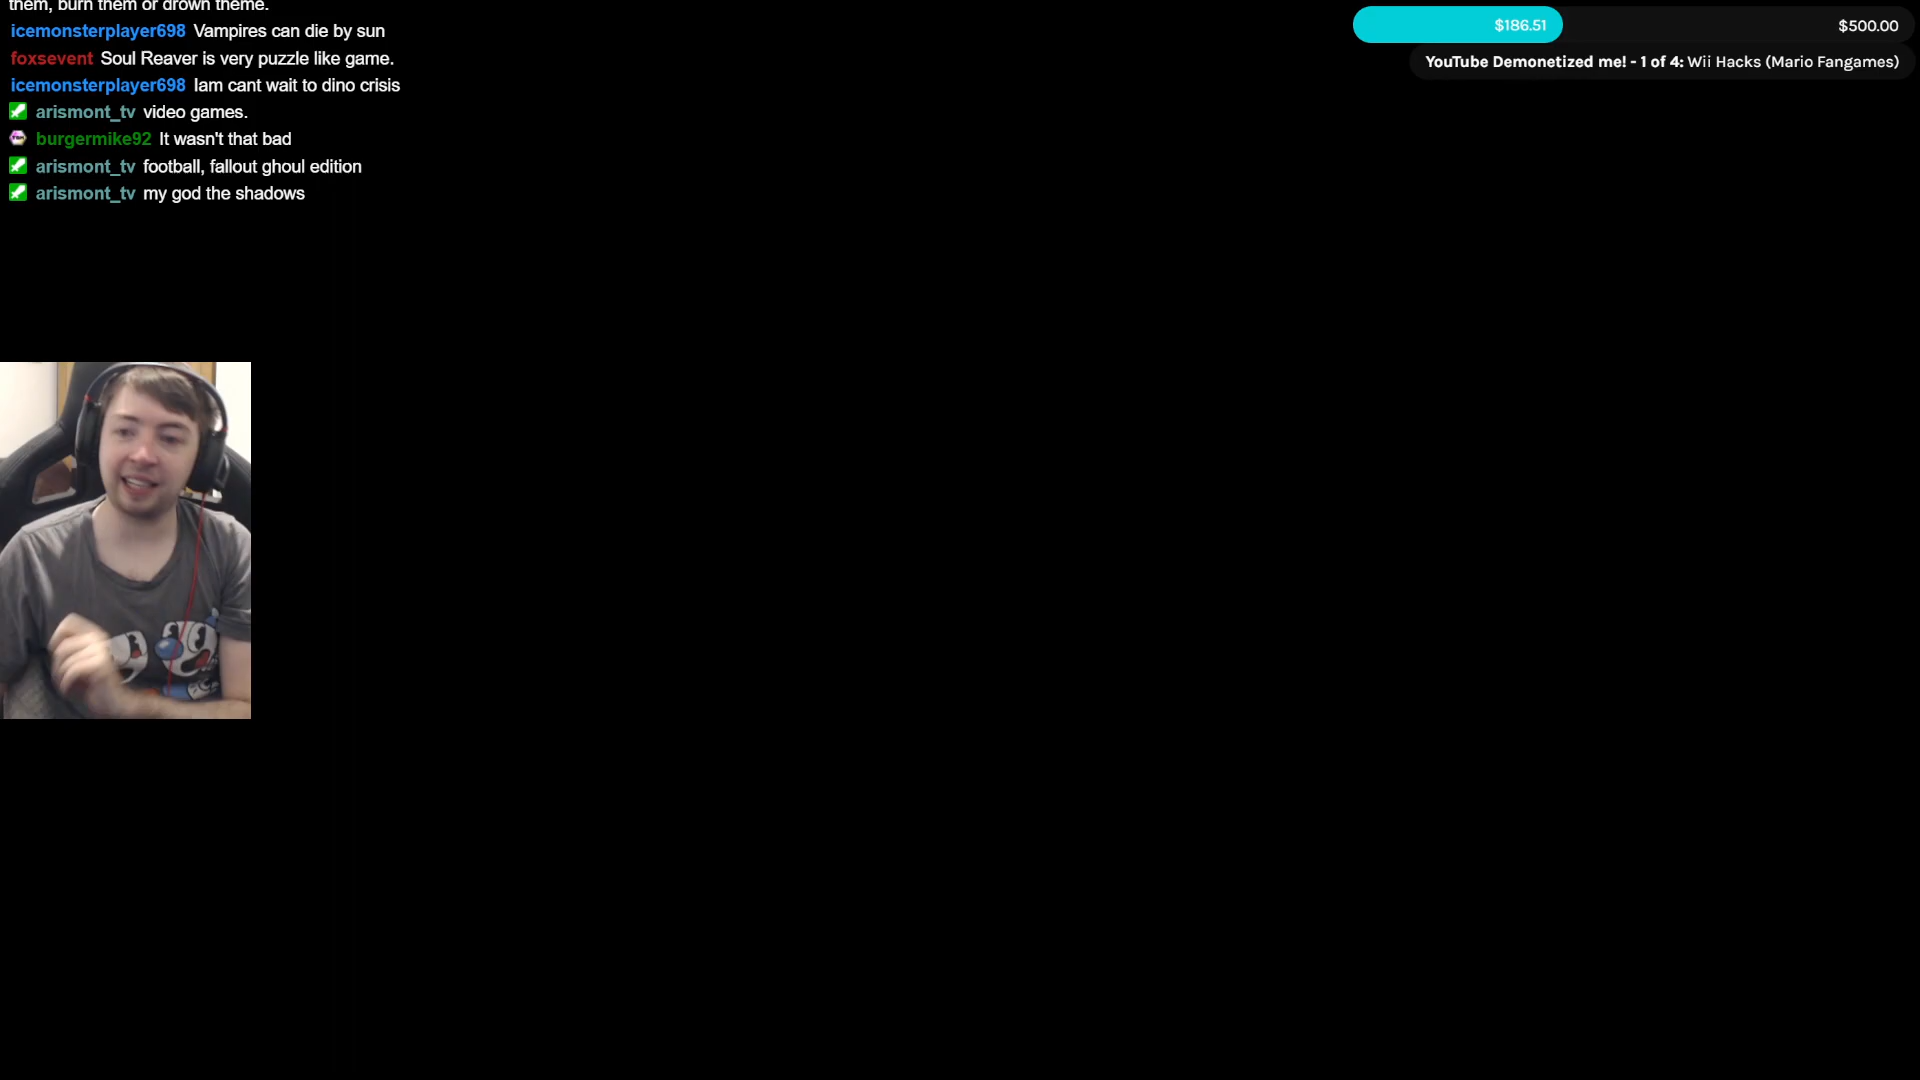 them, burn them or drown theme.
icemonsterplayer698 Vampires can die by sun
foxsevent Soul Reaver is very puzzle like game.
icemonsterplayer698 Iam cant wait to dino crisis
arismont_tv video games.
burgermike92 It wasn't that bad
arismont_tv football, fallout ghoul edition
arismont_tv my god the shadows
$186.51 $500.00
YouTube Demonetized me! - 1 of 4: Wii Hacks (Mario Fangames)